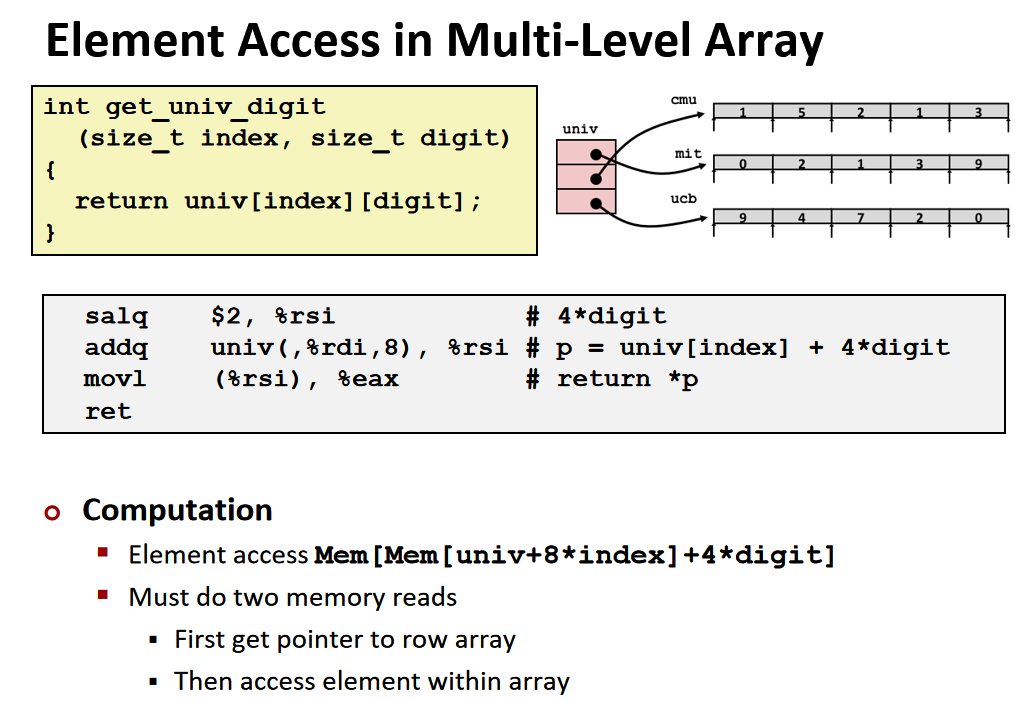 Element Access in Multi-Level Array
int get_univ_digit
(size_t index, size_t digit)
{
return univ[index][digit];
}
univ
cmu
1 5 2 1 3
mit
0 2 1 3 9
ucb
9 4 7 2 0
salq $2, %rsi # 4*digit
addq univ(,%rdi,8), %rsi # p = univ[index] + 4*digit
movl (%rsi), %eax # return *p
ret
Computation
Element access Mem[Mem[univ+8*index]+4*digit]
Must do two memory reads
First get pointer to row array
Then access element within array